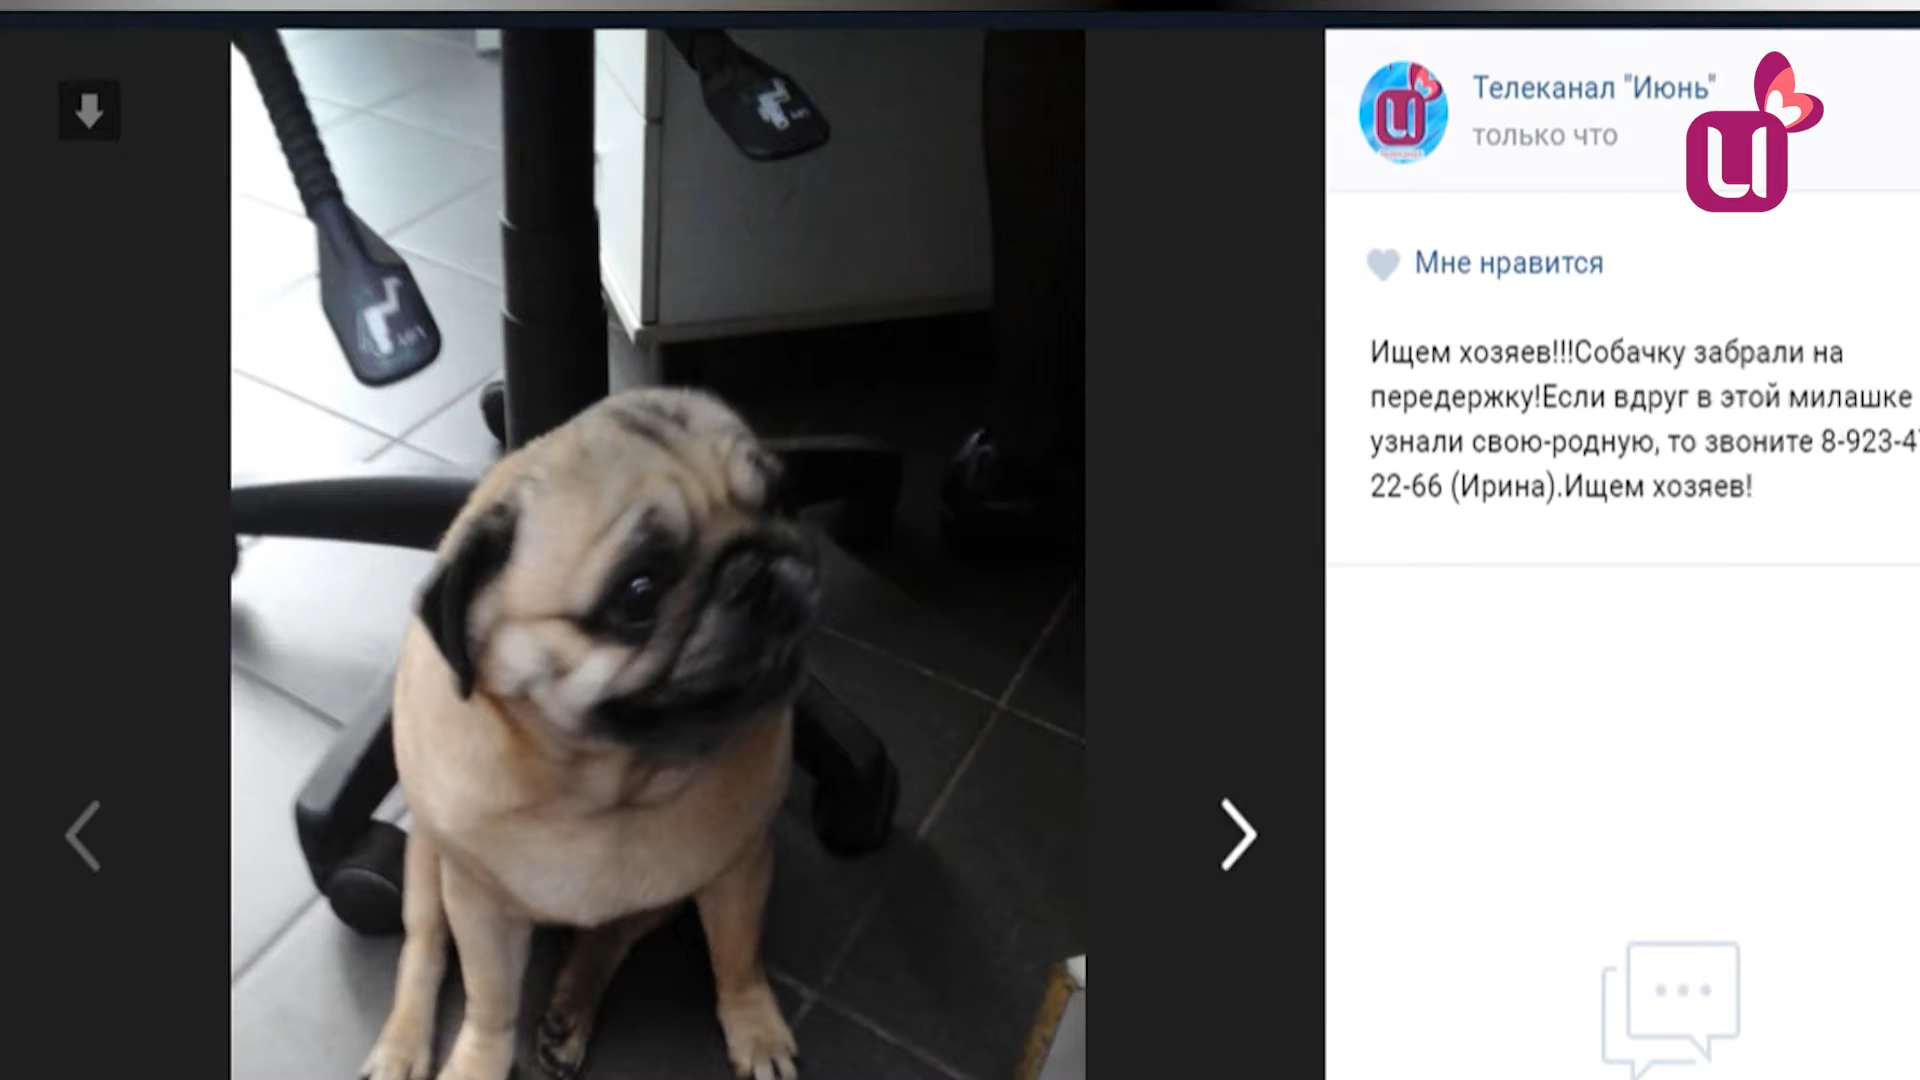 Телеканал "Июнь"
только что
Мне нравится
Ищем хозяев!!!Собачку забрали на
передержку!Если вдруг в этой милашке
узнали свою-родную, то звоните 8-923-4
22-66 (Ирина).Ищем хозяев!